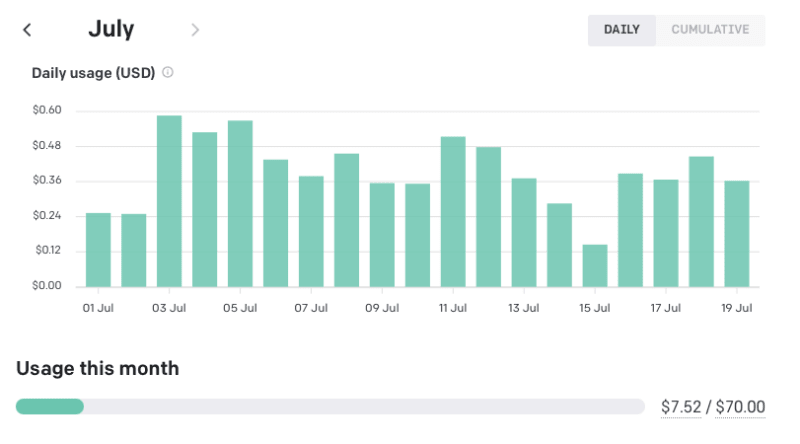 July
DAILY CUMULATIVE
Daily usage (USD)
$0.60
$0.48
$0.36
$0.24
$0.12
$0.00
01 Jul 03 Jul 05 Jul 07 Jul 09 Jul 11 Jul 13 Jul 15 Jul 17 Jul 19 Jul
Usage this month
$7.52 / $70.00